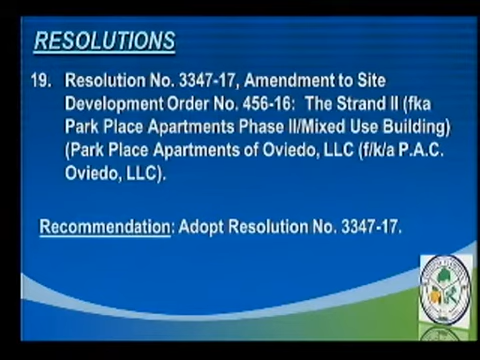 RESOLUTIONS
19. Resolution No. 3347-17, Amendment to Site
Development Order No. 456-16: The Strand II (fka
Park Place Apartments Phase II/Mixed Use Building)
(Park Place Apartments of Oviedo, LLC (f/k/a P.A.C.
Oviedo, LLC).
Recommendation: Adopt Resolution No. 3347-17.